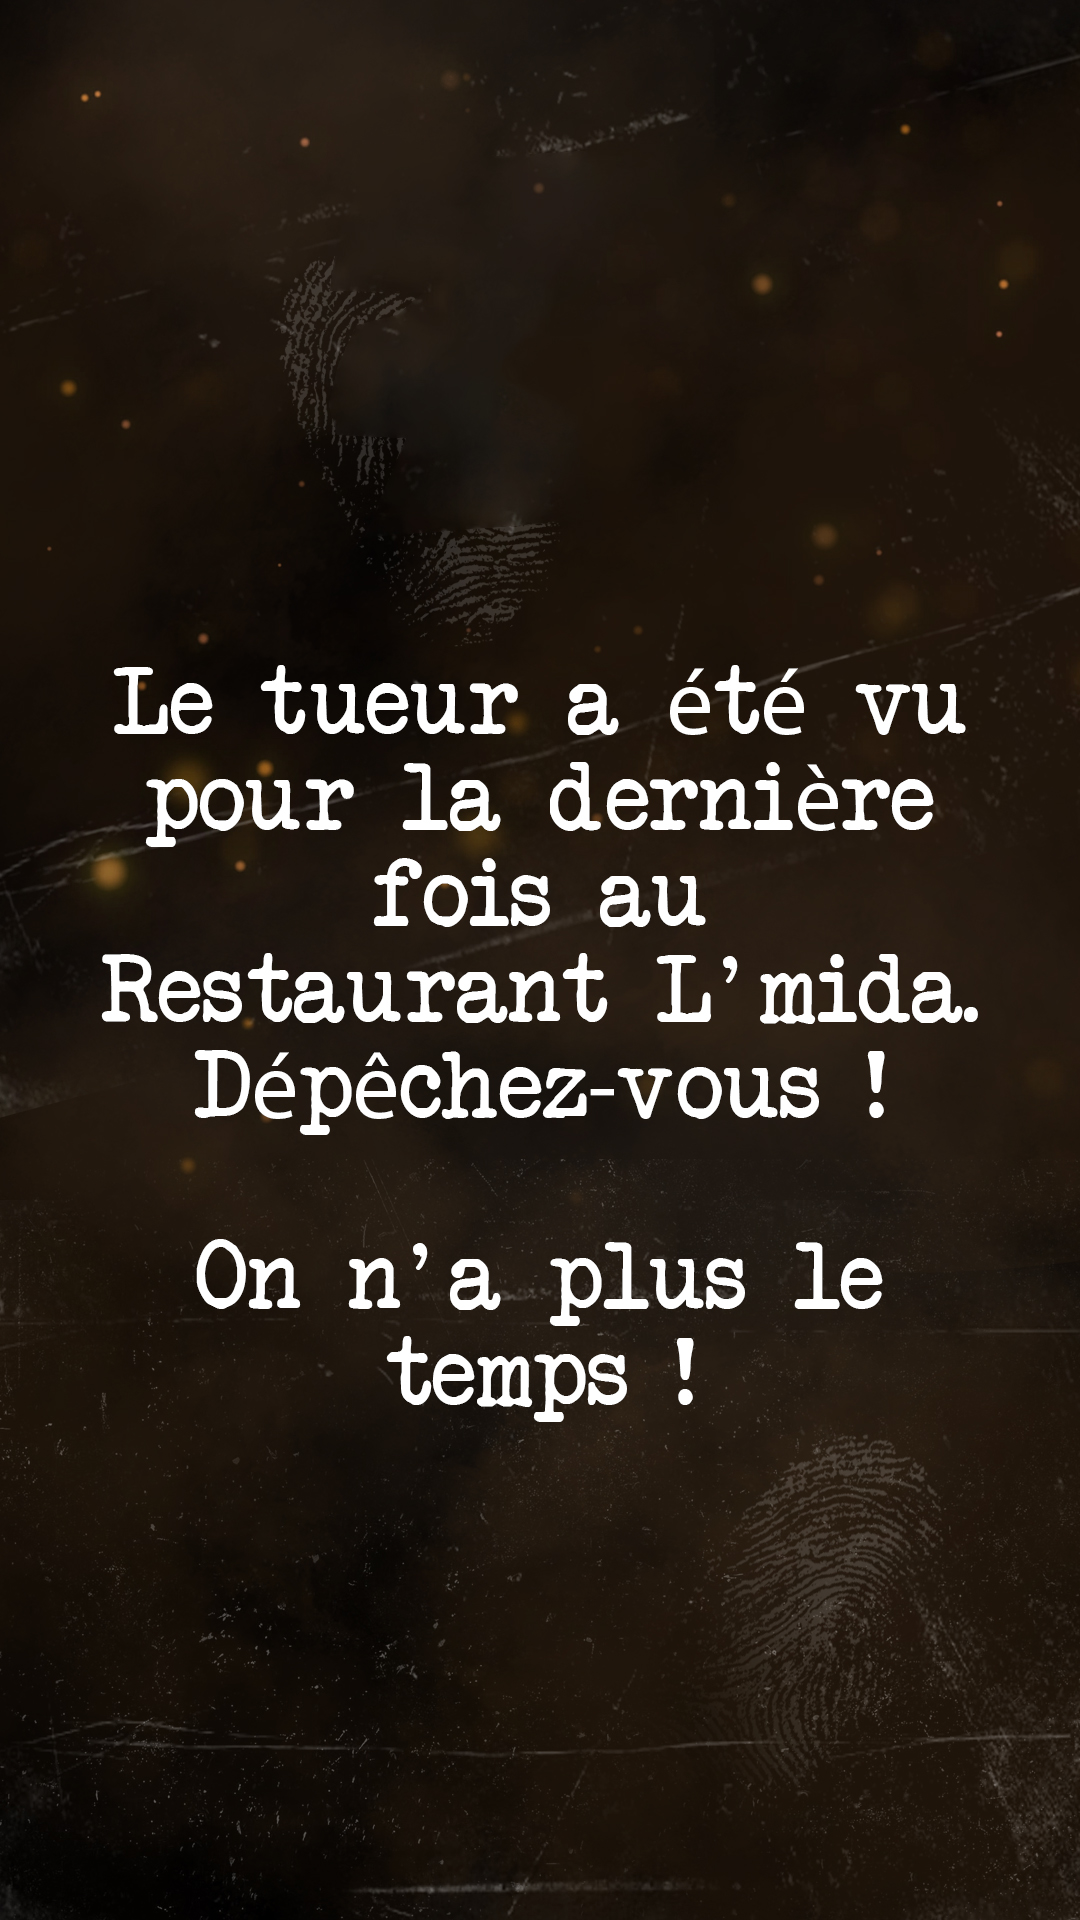 Le tueur a été vu
pour la dernière
fois au
Restaurant L’mida.
Dépêchez-vous !
On n’a plus le
temps !